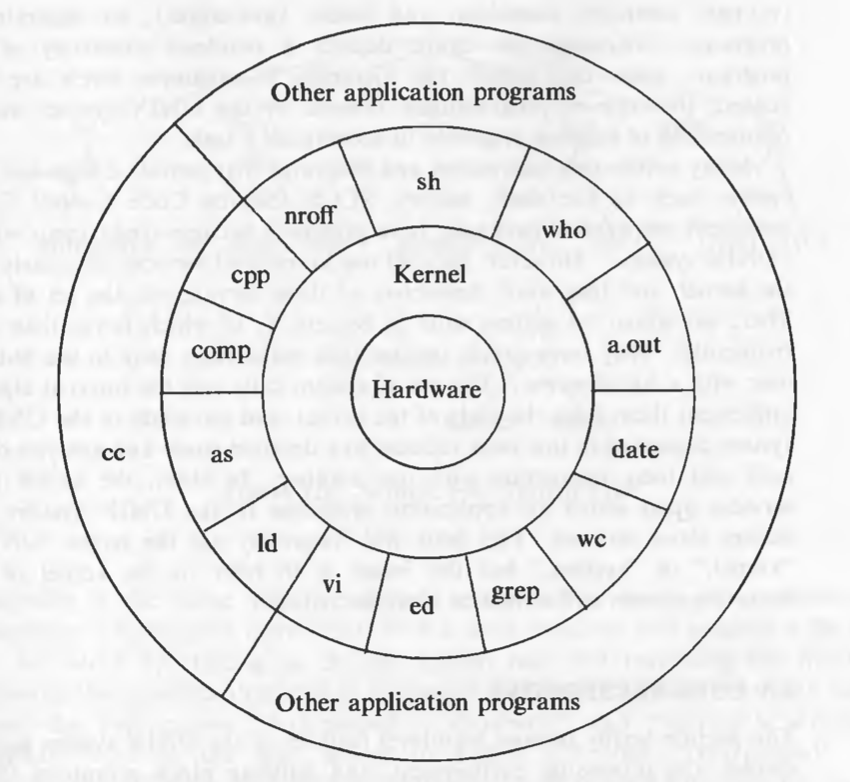 Other application programs
sh
nroff
who
cpp
Kernel
comp
a.out
Hardware
cc
as
date
ld
wc
vi
ed
grep
Other application programs